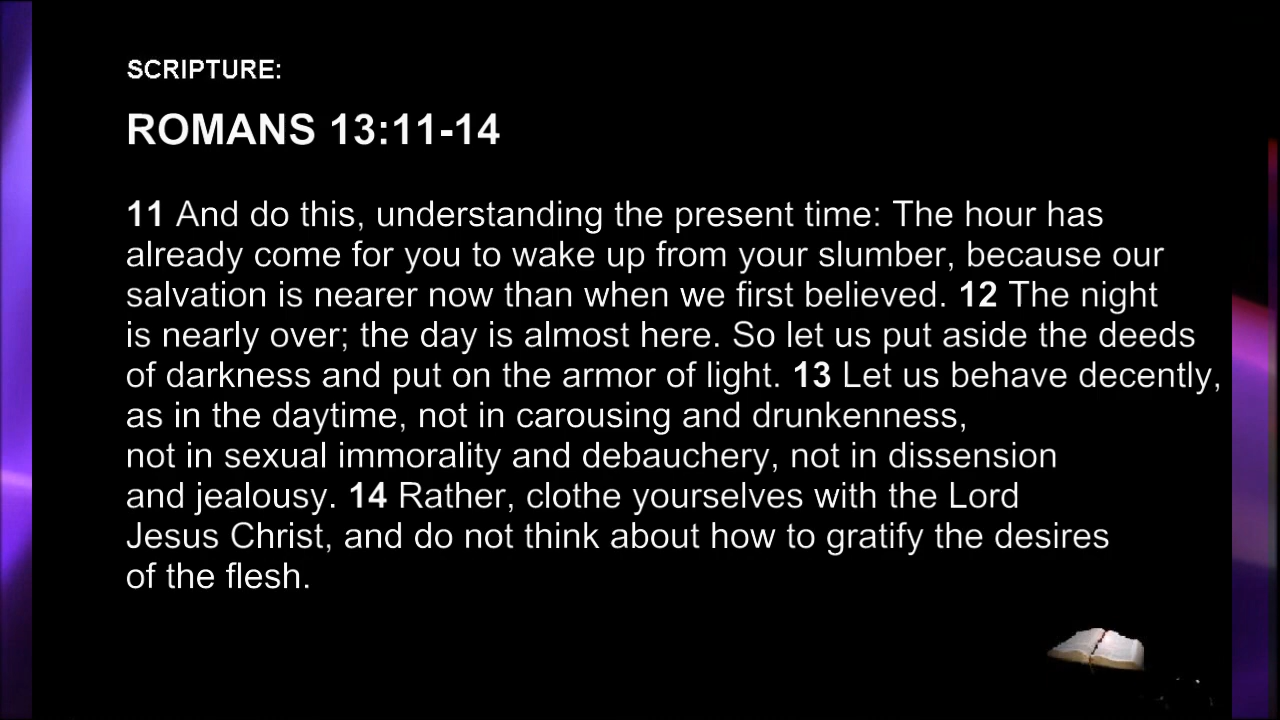 SCRIPTURE:
ROMANS 13:11-14
11 And do this, understanding the present time: The hour has
already come for you to wake up from your slumber, because our
salvation is nearer now than when we first believed. 12 The night
is nearly over; the day is almost here. So let us put aside the deeds
of darkness and put on the armor of light. 13 Let us behave decently,
as in the daytime, not in carousing and drunkenness,
not in sexual immorality and debauchery, not in dissension
and jealousy. 14 Rather, clothe yourselves with the Lord
Jesus Christ, and do not think about how to gratify the desires
of the flesh.